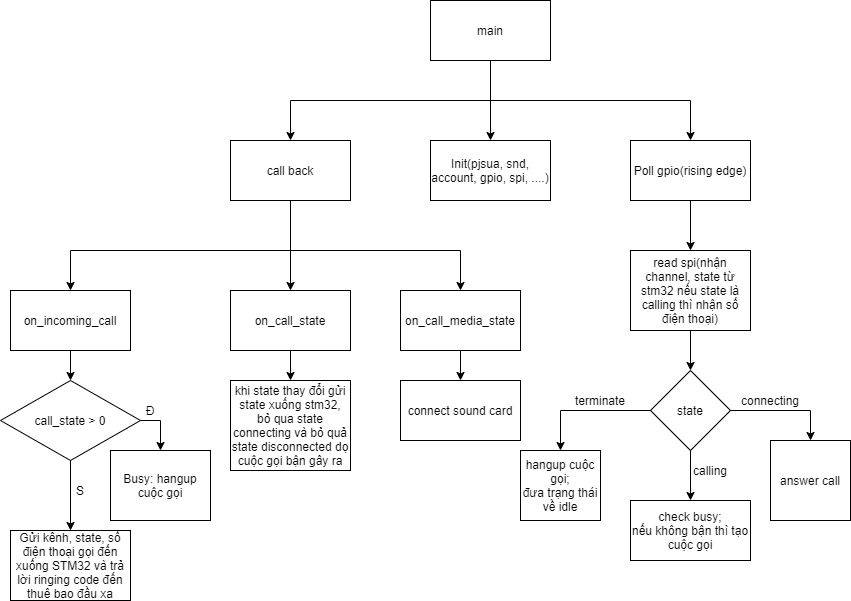 main
call back
Init(pjsua, snd,
account, gpio, spi, ....)
Poll gpio(rising edge)
read spi(nhận
channel, state từ
stm32 nếu state là
calling thì nhận số
điện thoại)
on_incoming_call
on_call_state
on_call_media_state
call_state > 0
Đ
S
Busy: hangup
cuộc gọi
Gửi kênh, state, số
điện thoại gọi đến
xuống STM32 và trả
lời ringing code đến
thuê bao đầu xa
khi state thay đổi gửi
state xuống stm32,
bỏ qua state
connecting và bỏ quả
state disconnected do
cuộc gọi bận gây ra
connect sound card
state
terminate
connecting
calling
hangup cuộc
gọi;
đưa trạng thái
về idle
answer call
check busy;
nếu không bận thì tạo
cuộc gọi